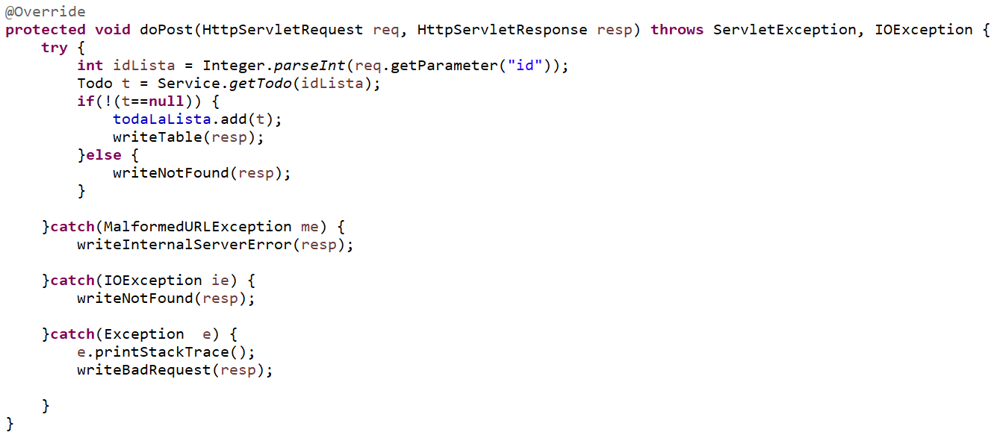 @Override
protected void doPost(HttpServletRequest req, HttpServletResponse resp) throws ServletException, IOException {
    try {
        int idLista = Integer.parseInt(req.getParameter("id"));
        Todo t = Service.getTodo(idLista);
        if(!(t==null)) {
            todaLaLista.add(t);
            writeTable(resp);
        }else {
            writeNotFound(resp);
        }

    }catch(MalformedURLException me) {
        writeInternalServerError(resp);

    }catch(IOException ie) {
        writeNotFound(resp);

    }catch(Exception  e) {
        e.printStackTrace();
        writeBadRequest(resp);

    }
}